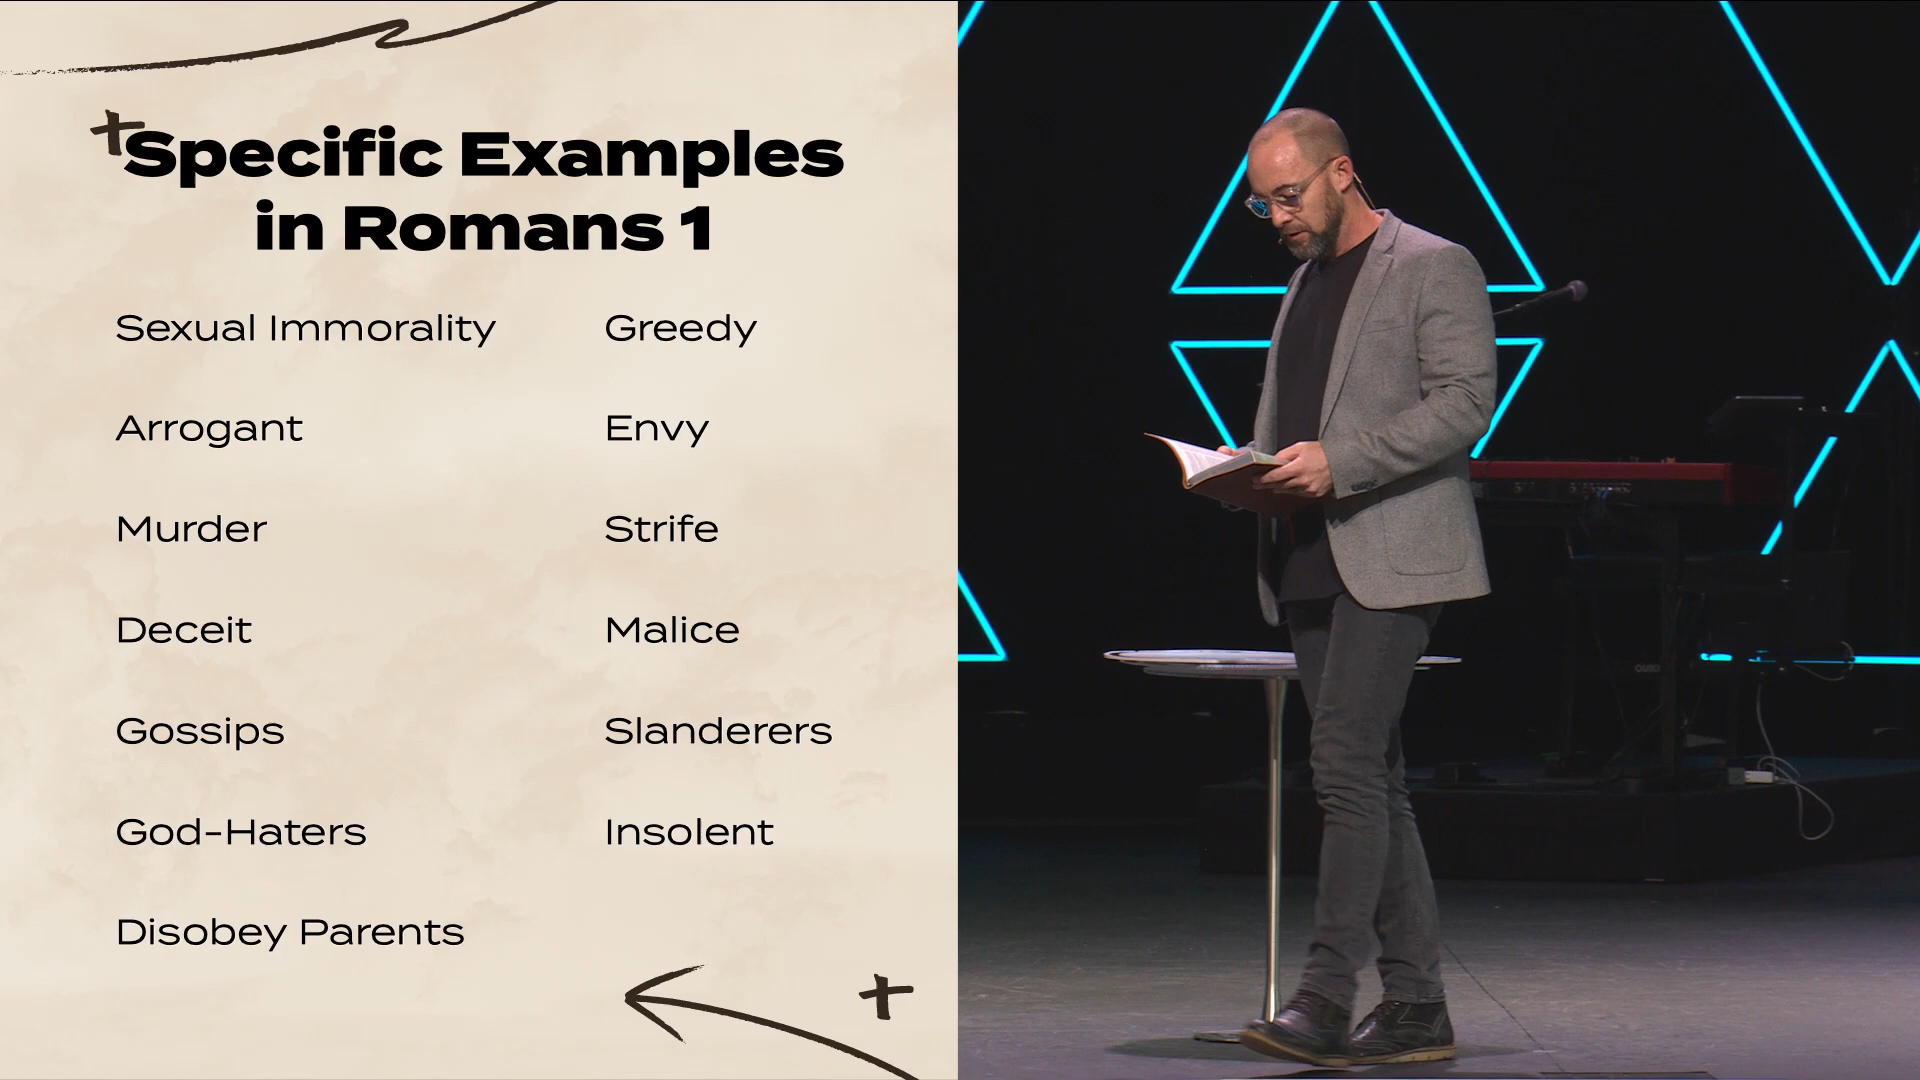 Specific Examples
in Romans 1
Sexual Immorality
Arrogant
Murder
Deceit
Gossips
God-Haters
Disobey Parents
Greedy
Envy
Strife
Malice
Slanderers
Insolent